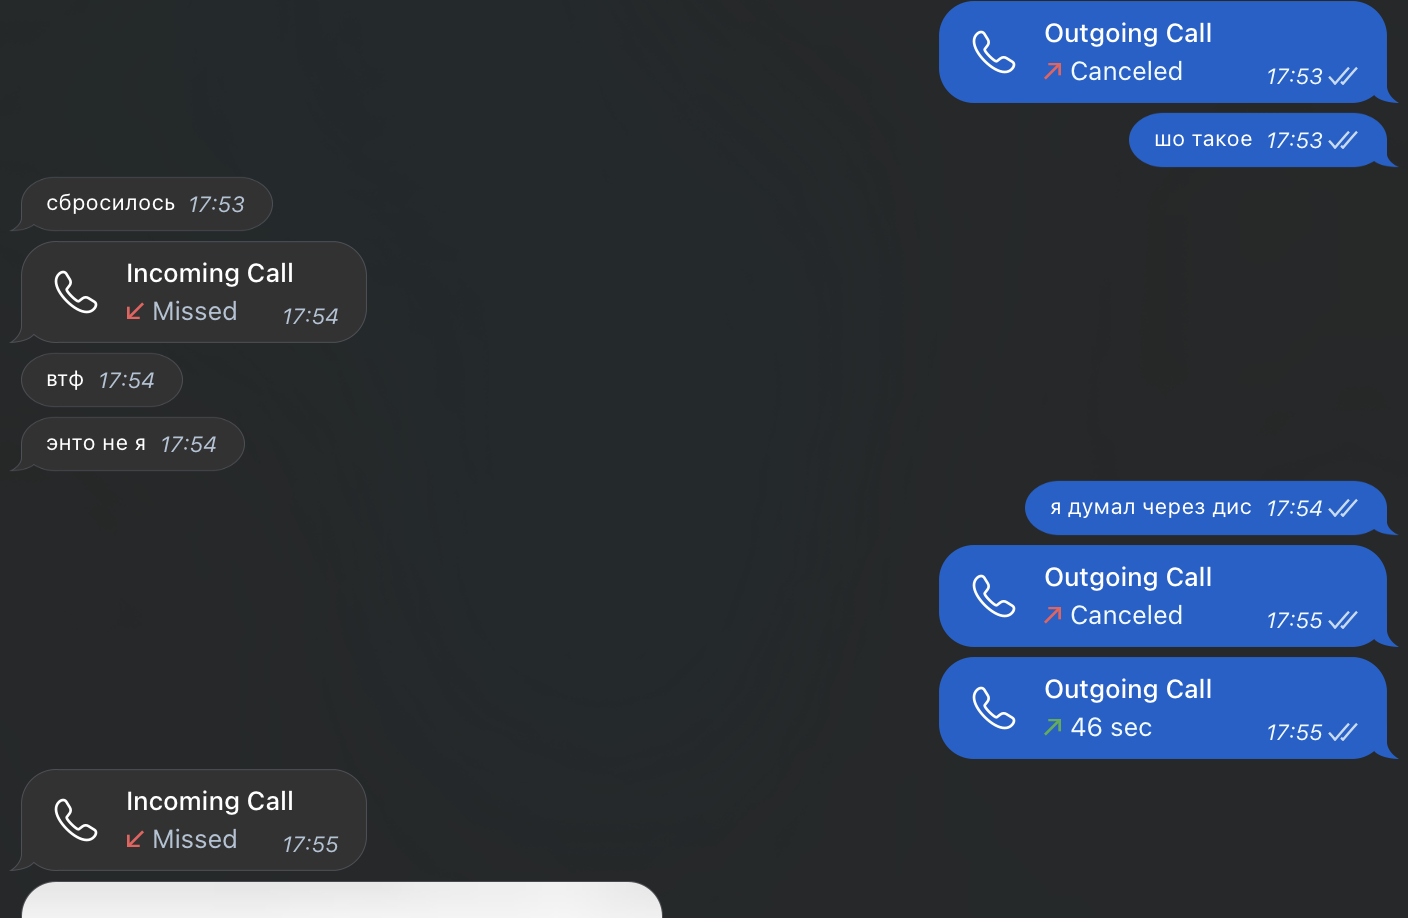 Outgoing Call
Canceled 17:53
шо такое 17:53
сбросилось 17:53
Incoming Call
Missed 17:54
втф 17:54
энто не я 17:54
я думал через дис 17:54
Outgoing Call
Canceled 17:55
Outgoing Call
46 sec 17:55
Incoming Call
Missed 17:55